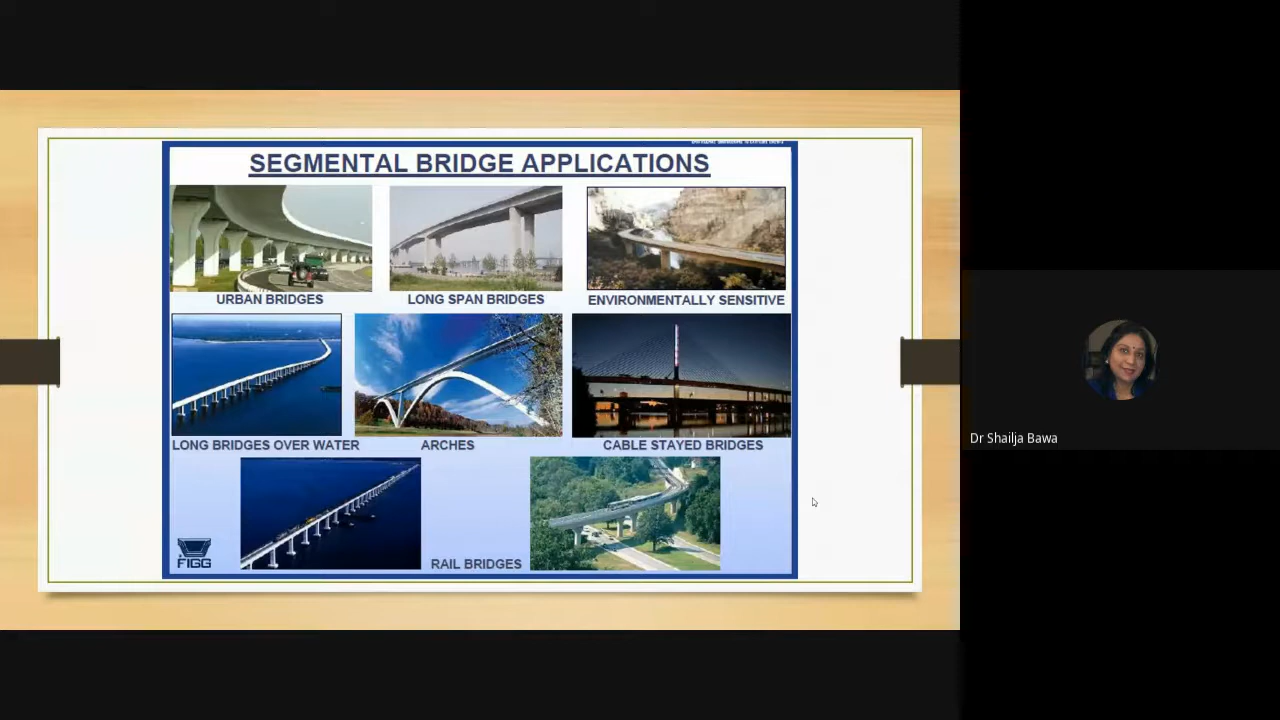 SEGMENTAL BRIDGE APPLICATIONS
URBAN BRIDGES
LONG SPAN BRIDGES
ENVIRONMENTALLY SENSITIVE
LONG BRIDGES OVER WATER
ARCHES
CABLE STAYED BRIDGES
FIGG
RAIL BRIDGES
Dr Shailja Bawa